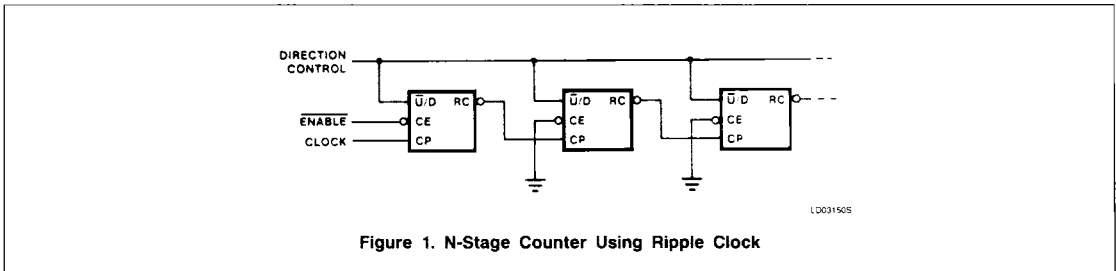 DIRECTION
CONTROL
U̅/D RC
U̅/D RC
U̅/D RC
E̅N̅A̅B̅L̅E̅
CE
CE
CE
CLOCK
CP
CP
CP
LD03150S
Figure 1. N-Stage Counter Using Ripple Clock